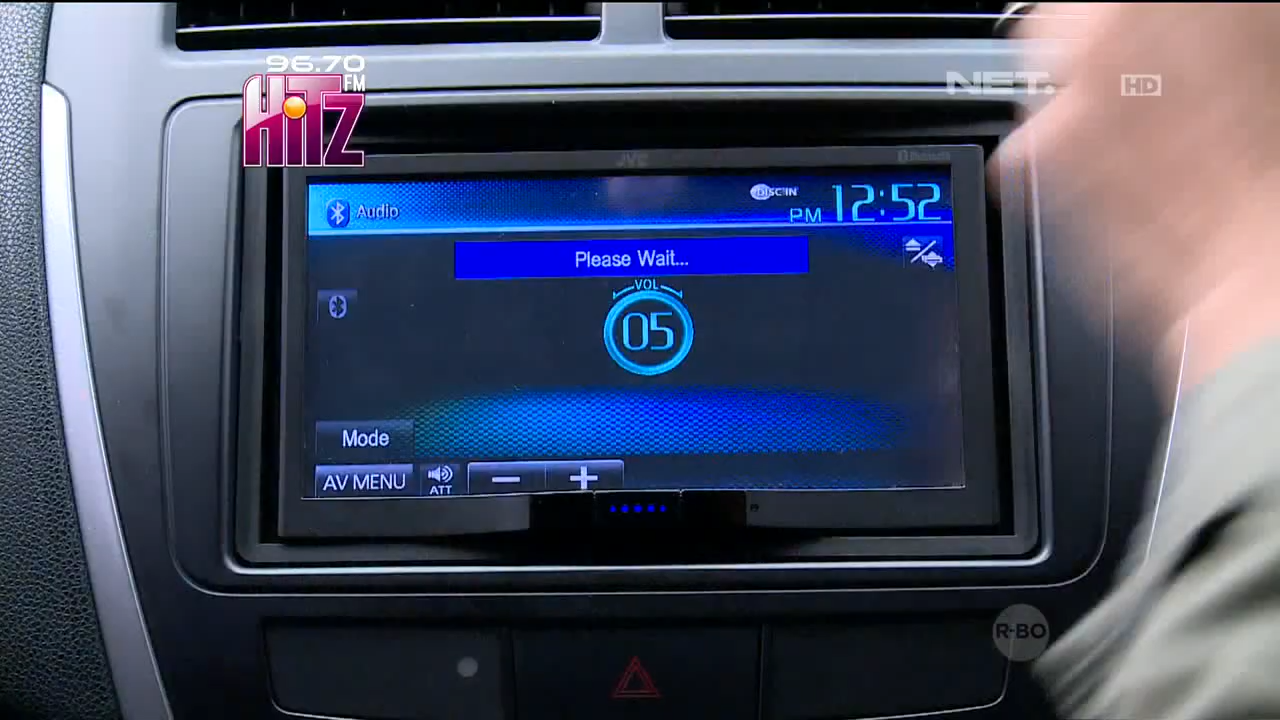 96.70
HiTZ FM
NET.
HD
JVC
Bluetooth
Audio
DISC IN
PM 12:52
Please Wait...
VOL
05
Mode
AV MENU
ATT
R-BO